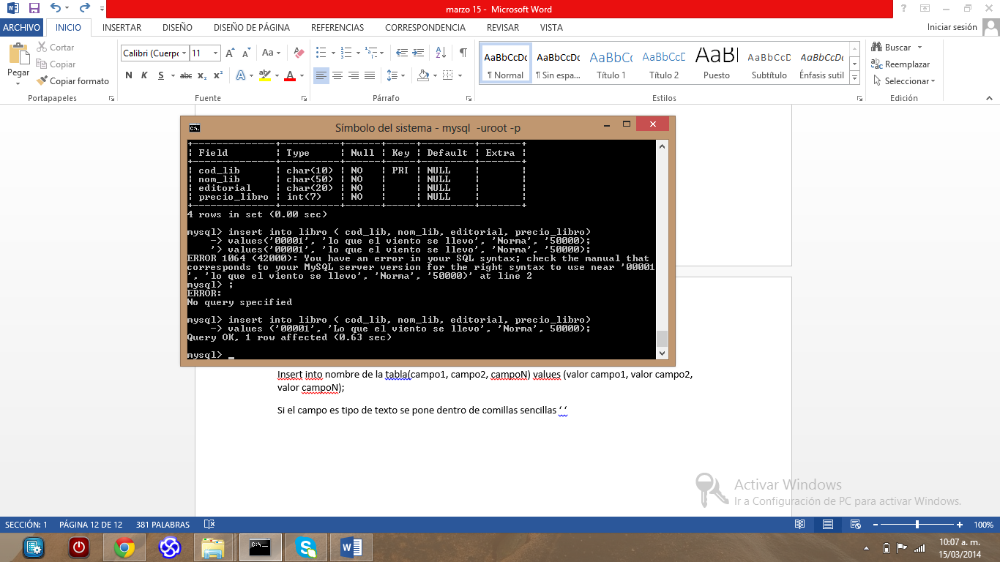 marzo 15 - Microsoft Word
ARCHIVO INICIO INSERTAR DISEÑO DISEÑO DE PÁGINA REFERENCIAS CORRESPONDENCIA REVISAR VISTA Iniciar sesión
Pegar
Cortar
Copiar
Copiar formato
Portapapeles
Calibri (Cuerpo 11
N K S abc x₂ x²
Fuente
Párrafo
AaBbCcDc AaBbCcDc AaBbCc AaBbCcD AaB AaBbCcD AaBbCcDc
¶ Normal ¶ Sin espa... Título 1 Título 2 Puesto Subtítulo Énfasis sutil
Estilos
Buscar
Reemplazar
Seleccionar
Edición
Símbolo del sistema - mysql -uroot -p
| Field | Type | Null | Key | Default | Extra |
| cod_lib | char(10) | NO | PRI | NULL | |
| nom_lib | char(50) | NO | | NULL | |
| editorial | char(20) | NO | | NULL | |
| precio_libro | int(7) | NO | | NULL | |
4 rows in set (0.00 sec)
mysql> insert into libro ( cod_lib, nom_lib, editorial, precio_libro)
-> values('00001', 'lo que el viento se llevo', 'Norma', '50000);
'> values('00001', 'lo que el viento se llevo', 'Norma', '50000);
ERROR 1064 (42000): You have an error in your SQL syntax; check the manual that
corresponds to your MySQL server version for the right syntax to use near '00001
', 'lo que el viento se llevo', 'Norma', '50000)' at line 2
mysql> ;
ERROR:
No query specified
mysql> insert into libro ( cod_lib, nom_lib, editorial, precio_libro)
-> values ('00001', 'Lo que el viento se llevo', 'Norma', 50000);
Query OK, 1 row affected (0.63 sec)
mysql> _
Insert into nombre de la tabla(campo1, campo2, campoN) values (valor campo1, valor campo2,
valor campoN);
Si el campo es tipo de texto se pone dentro de comillas sencillas ‘ ‘
Activar Windows
Ir a Configuración de PC para activar Windows.
SECCIÓN: 1 PÁGINA 12 DE 12 381 PALABRAS 100%
10:07 a. m.
15/03/2014